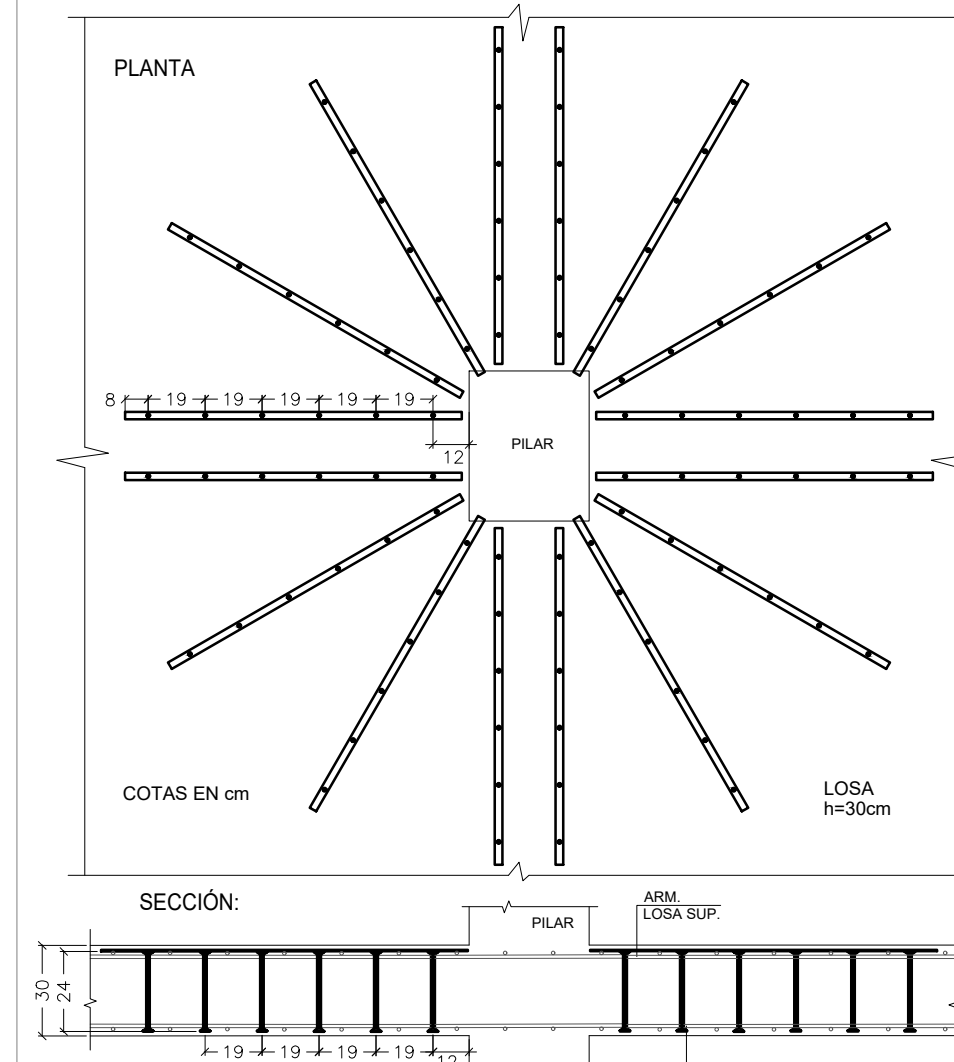 PLANTA
8 19 19 19 19 19
12
PILAR
COTAS EN cm
LOSA
h=30cm
SECCIÓN:
PILAR
ARM.
LOSA SUP.
30
24
19 19 19 19 12